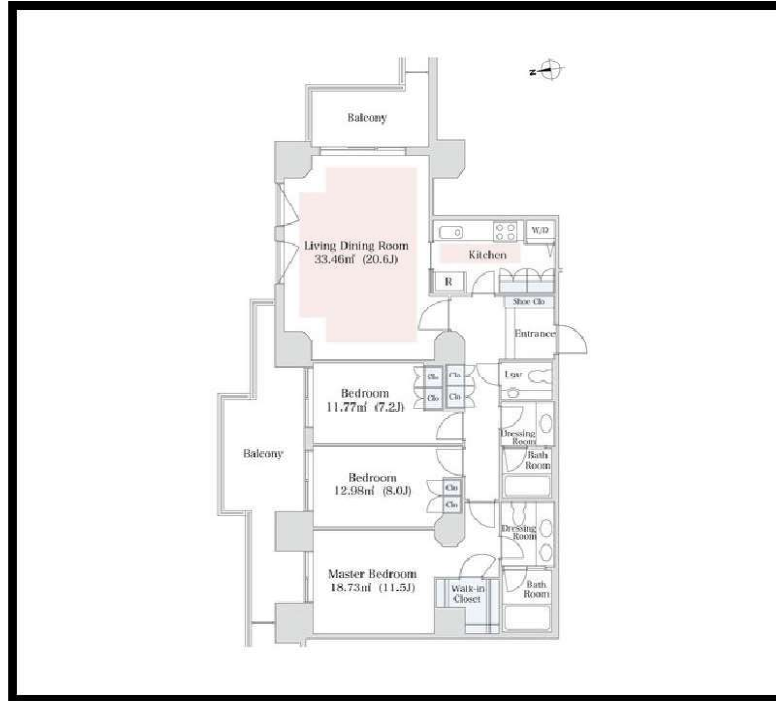 N
Balcony
Living Dining Room
33.46㎡ (20.6J)
W/D
Kitchen
R
Shoe Clo
Entrance
Bedroom
11.77㎡ (7.2J)
Clo
Clo
Clo
Clo
Dressing
Room
Bath
Room
Balcony
Bedroom
12.98㎡ (8.0J)
Clo
Clo
Dressing
Room
Master Bedroom
18.73㎡ (11.5J)
Walk-in
Closet
Bath
Room